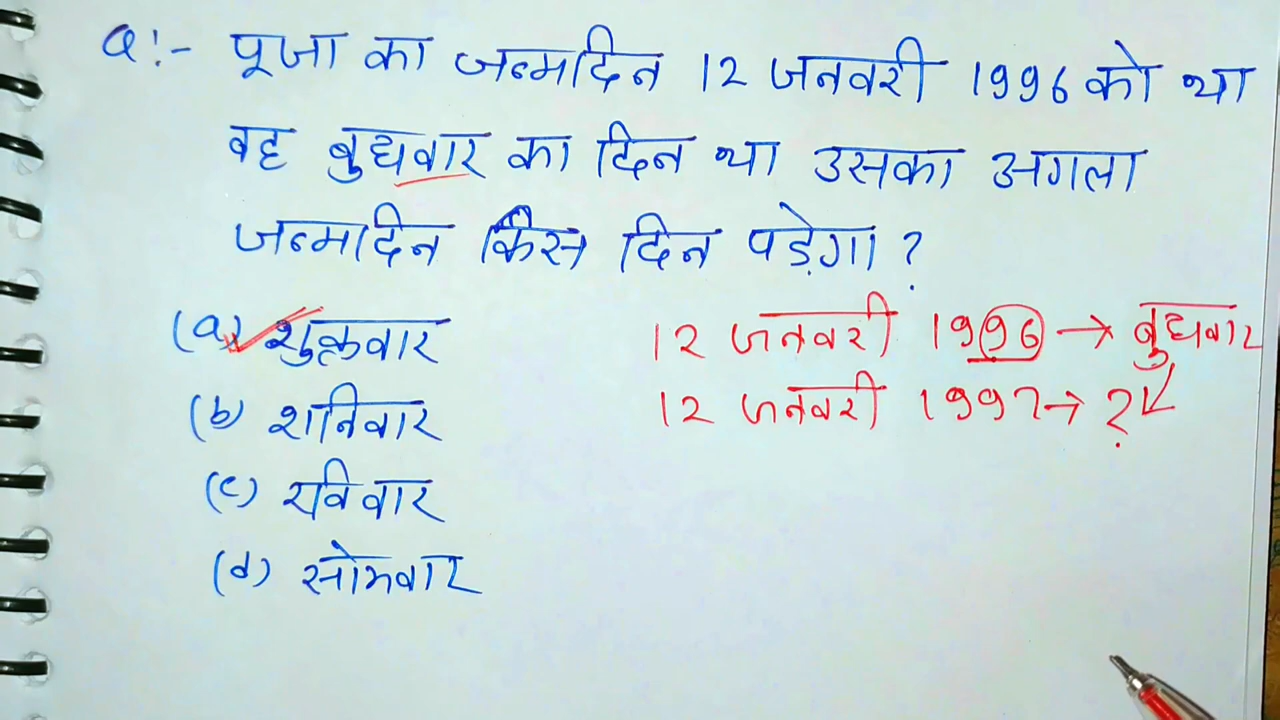 Q:- पूजा का जन्मदिन 12 जनवरी 1996 को था
वह बुधवार का दिन था उसका अगला
जन्मदिन किस दिन पड़ेगा ?
(a) शुक्रवार
(b) शनिवार
(c) रविवार
(d) सोमवार
12 जनवरी 1996 → बुधवार
12 जनवरी 1997 → ?